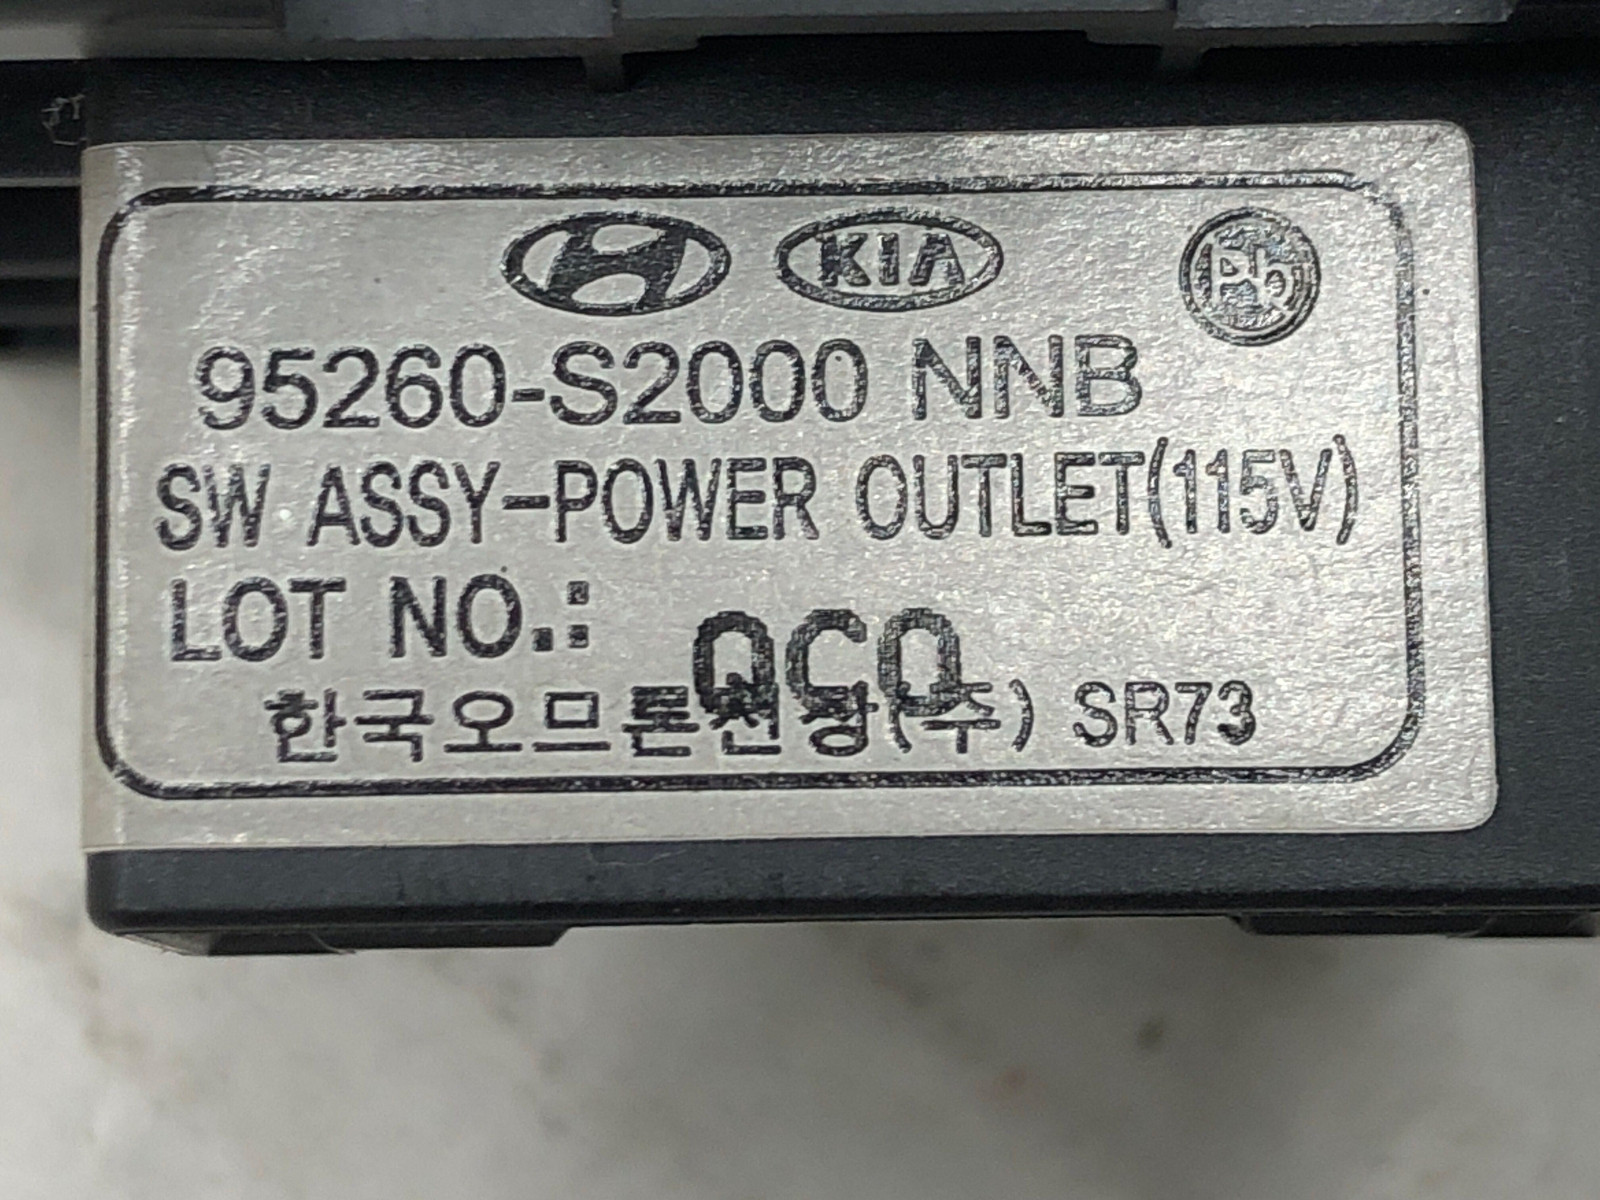 KIA Pb
95260-S2000 NNB
SW ASSY-POWER OUTLET(115V)
LOT NO.: QCQ
한국오므론전장(주) SR73